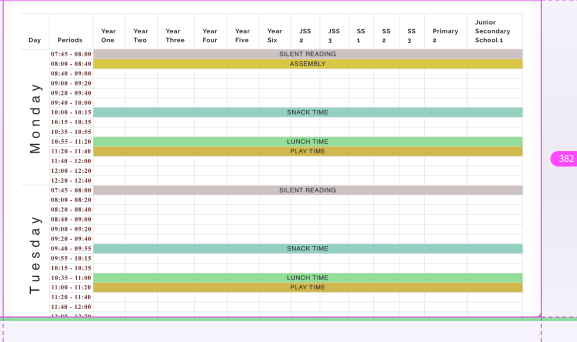 Day Periods Year One Year Two Year Three Year Four Year Five Year Six JSS 2 JSS 3 SS 1 SS 2 SS 3 Primary 2 Junior Secondary School 1
Monday
07:45 - 08:00 SILENT READING
08:00 - 08:40 ASSEMBLY
08:40 - 09:00
09:00 - 09:20
09:20 - 09:40
09:40 - 10:00
10:00 - 10:15 SNACK TIME
10:15 - 10:35
10:35 - 10:55
10:55 - 11:20 LUNCH TIME
11:20 - 11:40 PLAY TIME
11:40 - 12:00
12:00 - 12:20
12:20 - 12:40
Tuesday
07:45 - 08:00 SILENT READING
08:00 - 08:20
08:20 - 08:40
08:40 - 09:00
09:00 - 09:20
09:20 - 09:40
09:40 - 09:55 SNACK TIME
09:55 - 10:15
10:15 - 10:35
10:35 - 11:00 LUNCH TIME
11:00 - 11:20 PLAY TIME
11:20 - 11:40
11:40 - 12:00
382